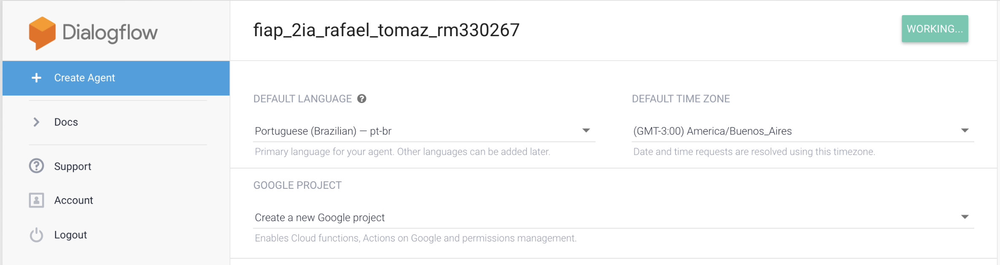 Dialogflow
fiap_2ia_rafael_tomaz_rm330267
WORKING...
Create Agent
Docs
Support
Account
Logout
DEFAULT LANGUAGE
DEFAULT TIME ZONE
Portuguese (Brazilian) — pt-br
(GMT-3:00) America/Buenos_Aires
Primary language for your agent. Other languages can be added later.
Date and time requests are resolved using this timezone.
GOOGLE PROJECT
Create a new Google project
Enables Cloud functions, Actions on Google and permissions management.